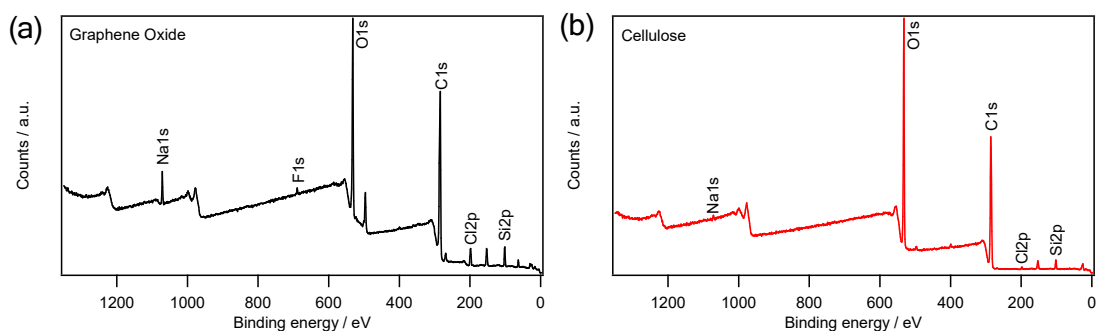 (a)
Graphene Oxide
Counts / a.u.
Na1s
F1s
O1s
C1s
Cl2p
Si2p
1200 1000 800 600 400 200 0
Binding energy / eV
(b)
Cellulose
Counts / a.u.
Na1s
O1s
C1s
Cl2p
Si2p
1200 1000 800 600 400 200 0
Binding energy / eV